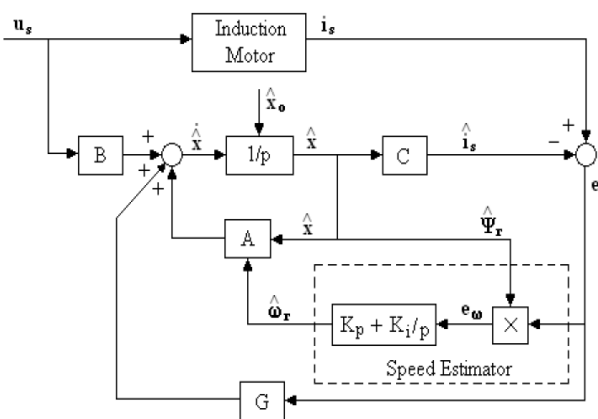 u_s
i_s
Induction
Motor
x̂_o
+
B
+
+
+
x̂̇
1/p
x̂
C
î_s
−
e
A
x̂
Ψ̂_r
ω̂_r
K_p + K_i/p
e_ω
×
Speed Estimator
G